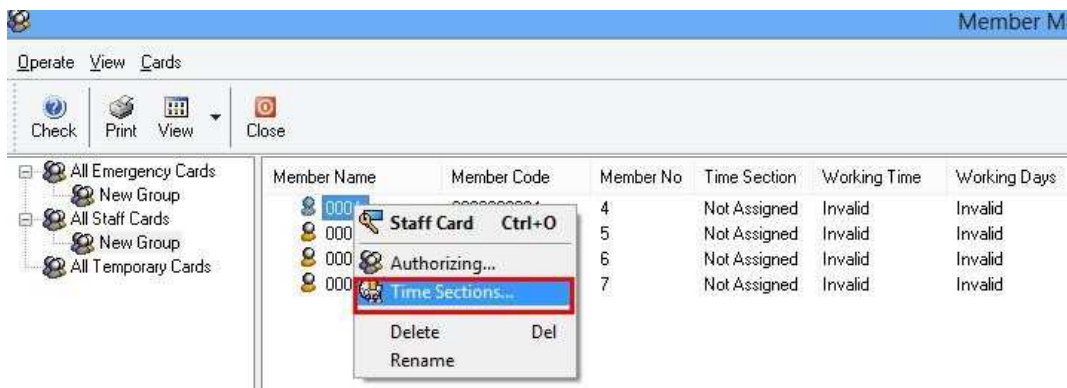 Member M
Operate View Cards
Check Print View Close
All Emergency Cards
New Group
All Staff Cards
New Group
All Temporary Cards
Member Name Member Code Member No Time Section Working Time Working Days
4 Not Assigned Invalid Invalid
000 5 Not Assigned Invalid Invalid
000 6 Not Assigned Invalid Invalid
000 7 Not Assigned Invalid Invalid
Staff Card Ctrl+O
Authorizing...
Time Sections...
Delete Del
Rename